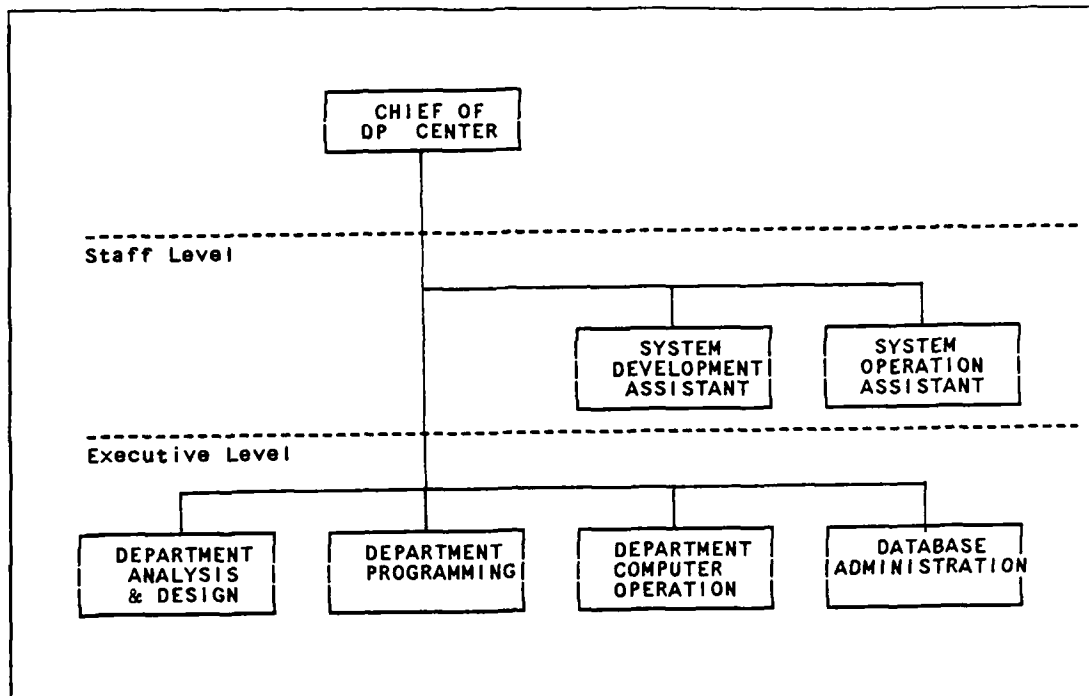 CHIEF OF
DP CENTER
Staff Level
SYSTEM
DEVELOPMENT
ASSISTANT
SYSTEM
OPERATION
ASSISTANT
Executive Level
DEPARTMENT
ANALYSIS
& DESIGN
DEPARTMENT
PROGRAMMING
DEPARTMENT
COMPUTER
OPERATION
DATABASE
ADMINISTRATION